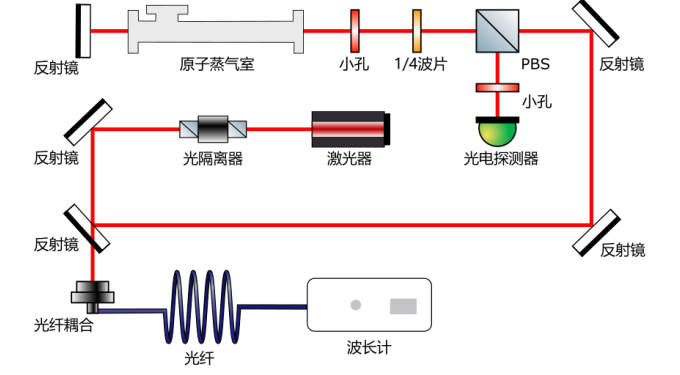 反射镜
原子蒸气室
小孔
1/4波片
PBS
反射镜
小孔
反射镜
光隔离器
激光器
光电探测器
反射镜
反射镜
光纤耦合
光纤
波长计